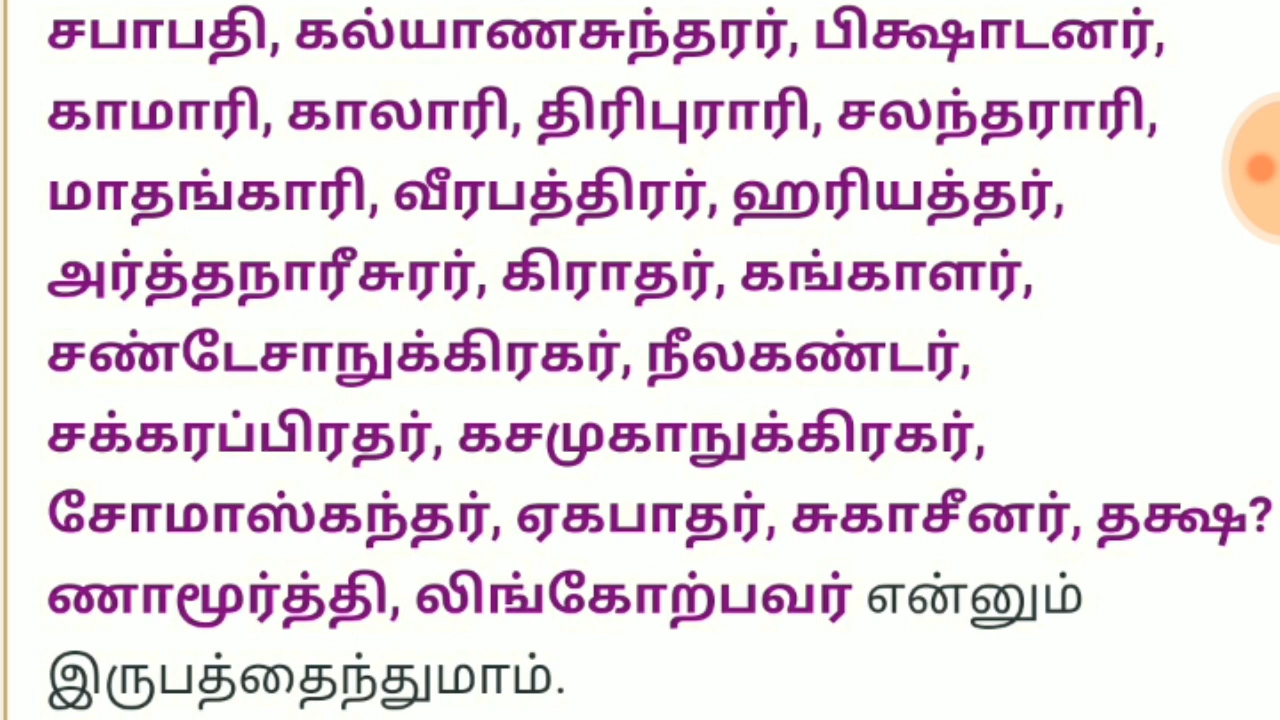 சபாபதி, கல்யாணசுந்தரர், பிக்ஷாடனர்,
காமாரி, காலாரி, திரிபுராரி, சலந்தராரி,
மாதங்காரி, வீரபத்திரர், ஹரியத்தர்,
அர்த்தநாரீசுரர், கிராதர், கங்காளர்,
சண்டேசாநுக்கிரகர், நீலகண்டர்,
சக்கரப்பிரதர், கசமுகாநுக்கிரகர்,
சோமாஸ்கந்தர், ஏகபாதர், சுகாசீனர், தக்ஷ?
ணாமூர்த்தி, லிங்கோற்பவர் என்னும்
இருபத்தைந்துமாம்.